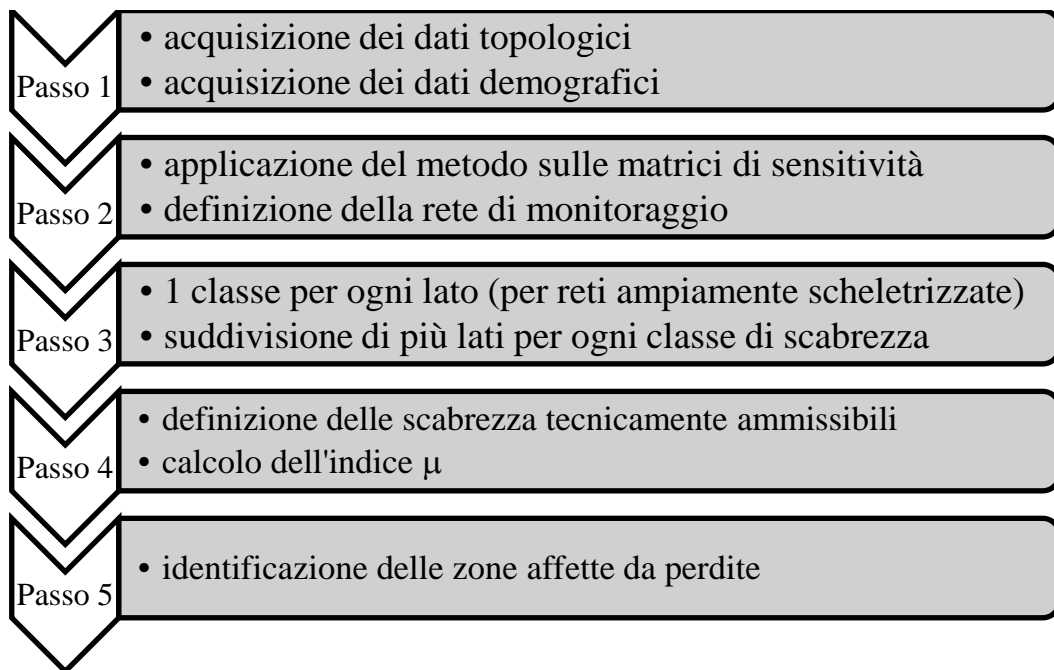 Passo 1
• acquisizione dei dati topologici
• acquisizione dei dati demografici
Passo 2
• applicazione del metodo sulle matrici di sensitività
• definizione della rete di monitoraggio
Passo 3
• 1 classe per ogni lato (per reti ampiamente scheletrizzate)
• suddivisione di più lati per ogni classe di scabrezza
Passo 4
• definizione delle scabrezza tecnicamente ammissibili
• calcolo dell'indice μ
Passo 5
• identificazione delle zone affette da perdite